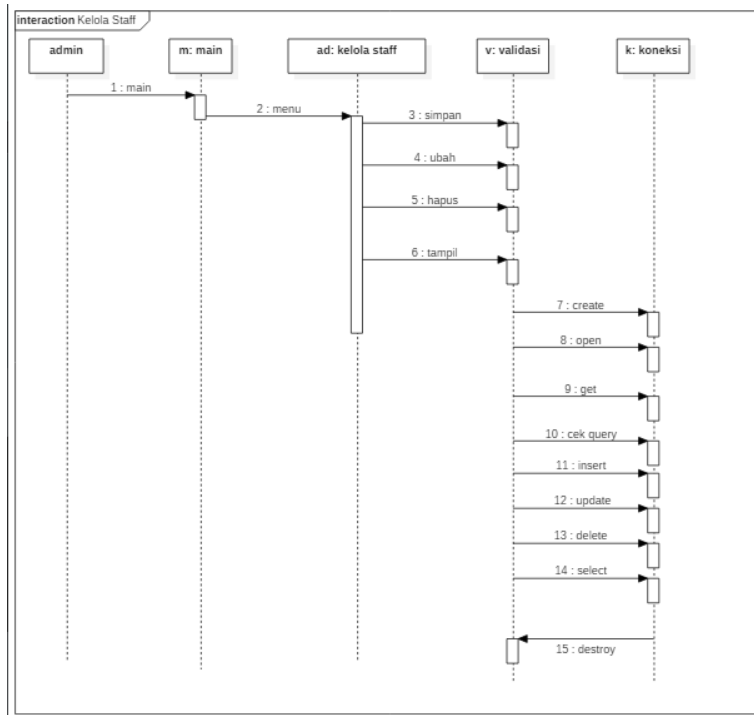 interaction Kelola Staff
admin
m: main
ad: kelola staff
v: validasi
k: koneksi
1 : main
2 : menu
3 : simpan
4 : ubah
5 : hapus
6 : tampil
7 : create
8 : open
9 : get
10 : cek query
11 : insert
12 : update
13 : delete
14 : select
15 : destroy